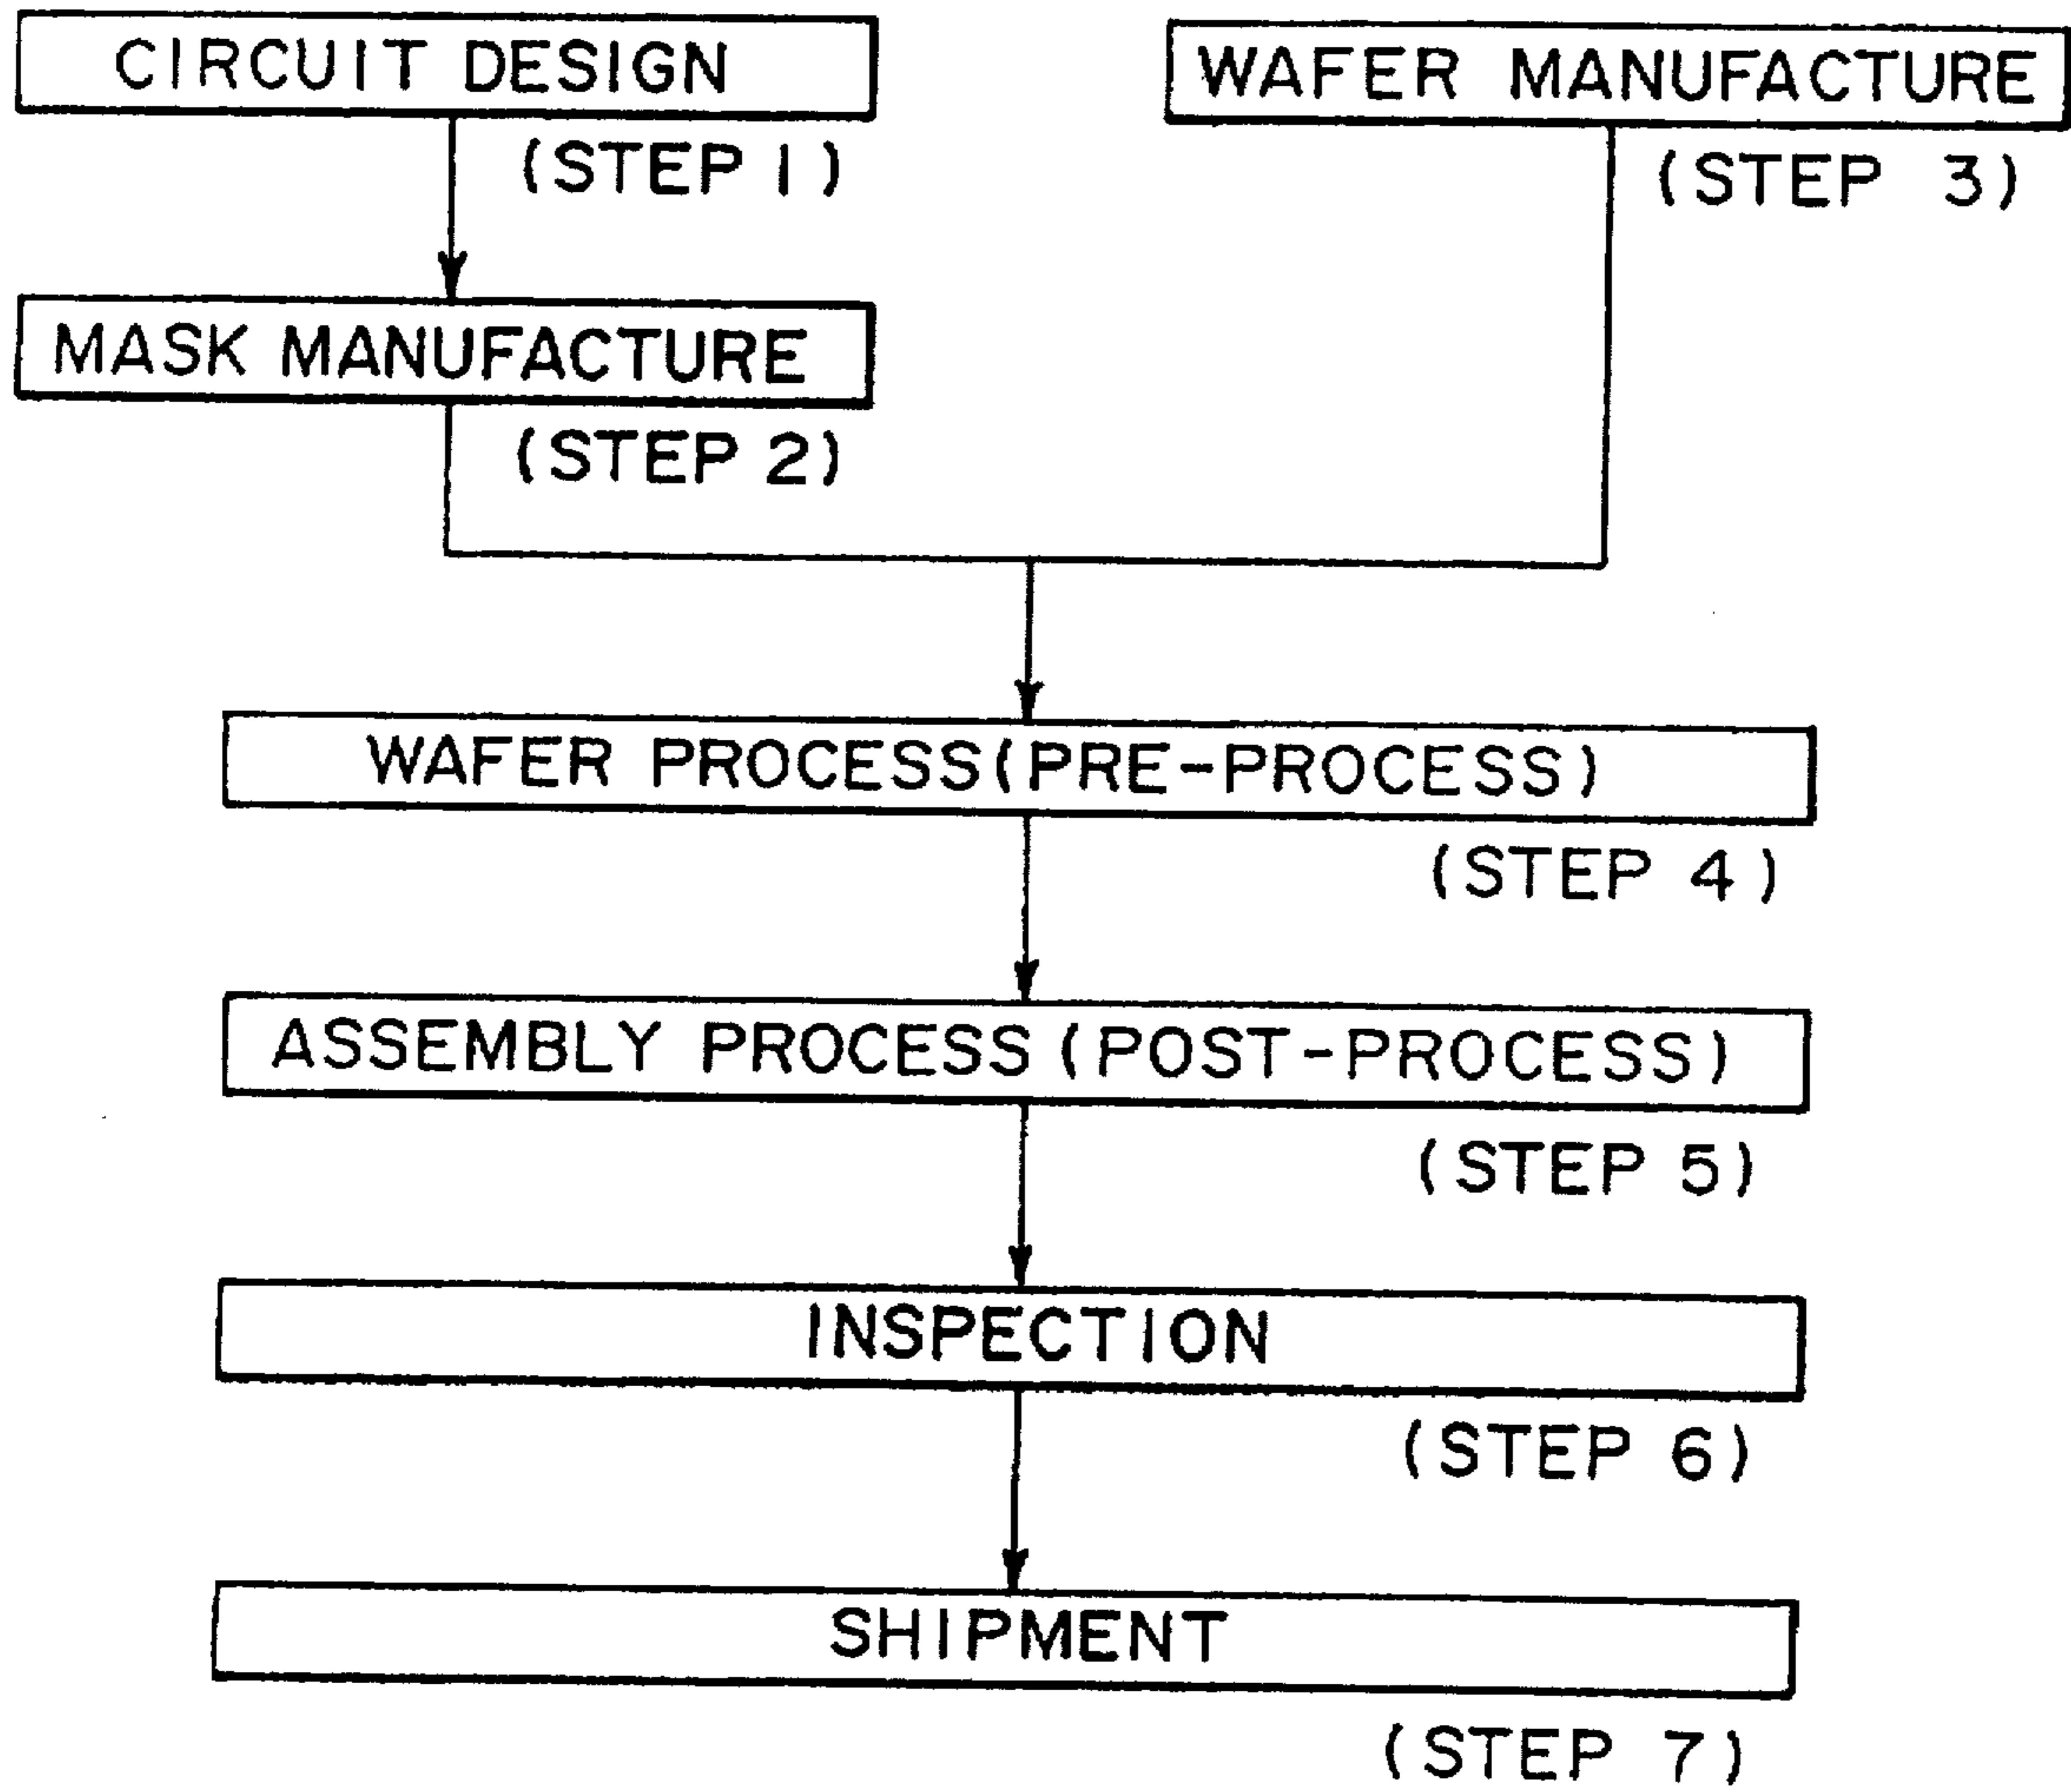 CIRCUIT DESIGN
(STEP 1)
WAFER MANUFACTURE
(STEP 3)
MASK MANUFACTURE
(STEP 2)
WAFER PROCESS(PRE-PROCESS)
(STEP 4)
ASSEMBLY PROCESS(POST-PROCESS)
(STEP 5)
INSPECTION
(STEP 6)
SHIPMENT
(STEP 7)